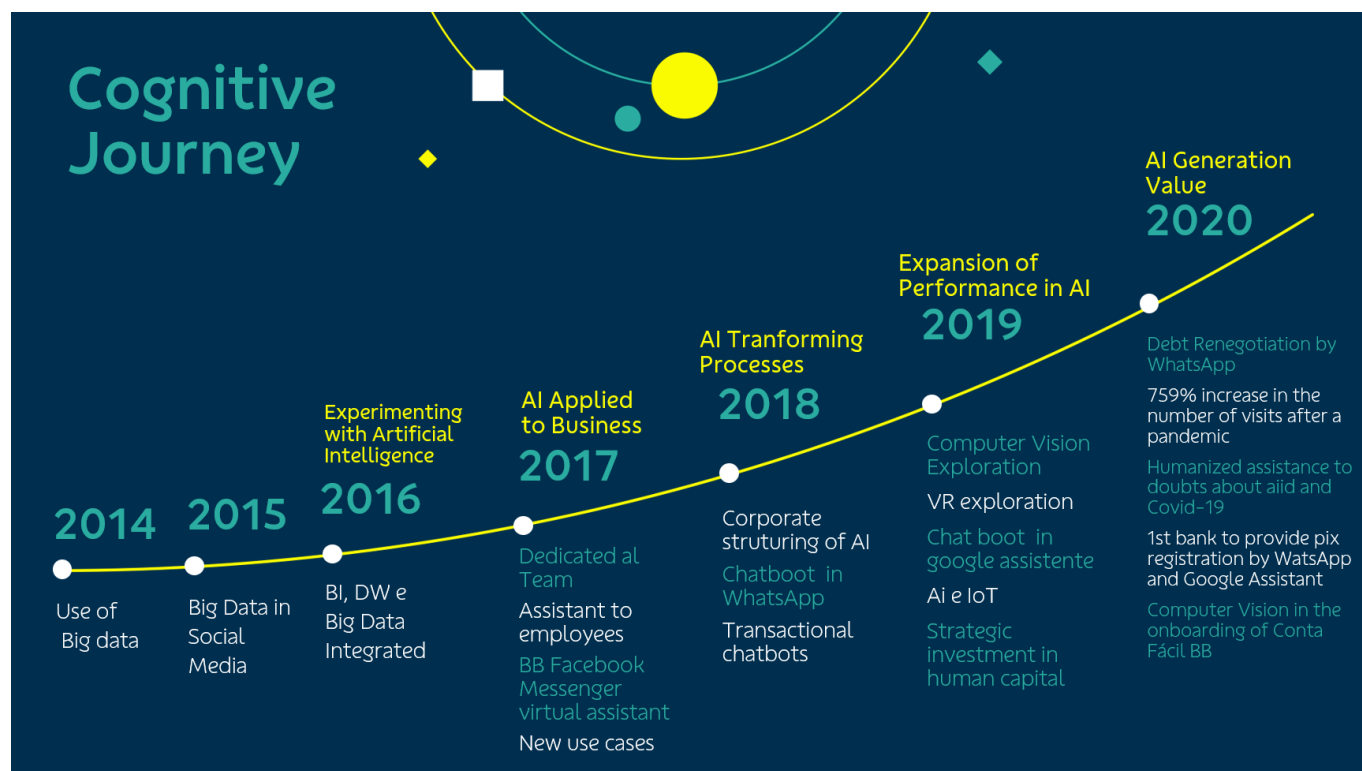 Cognitive
Journey
2014
Use of
Big data
2015
Big Data in
Social
Media
Experimenting
with Artificial
Intelligence
2016
BI, DW e
Big Data
Integrated
AI Applied
to Business
2017
Dedicated al
Team
Assistant to
employees
BB Facebook
Messenger
virtual assistant
New use cases
AI Tranforming
Processes
2018
Corporate
struturing of AI
Chatboot in
WhatsApp
Transactional
chatbots
Expansion of
Performance in AI
2019
Computer Vision
Exploration
VR exploration
Chat boot in
google assistente
Ai e IoT
Strategic
investment in
human capital
AI Generation
Value
2020
Debt Renegotiation by
WhatsApp
759% increase in the
number of visits after a
pandemic
Humanized assistance to
doubts about aiid and
Covid-19
1st bank to provide pix
registration by WatsApp
and Google Assistant
Computer Vision in the
onboarding of Conta
Fácil BB